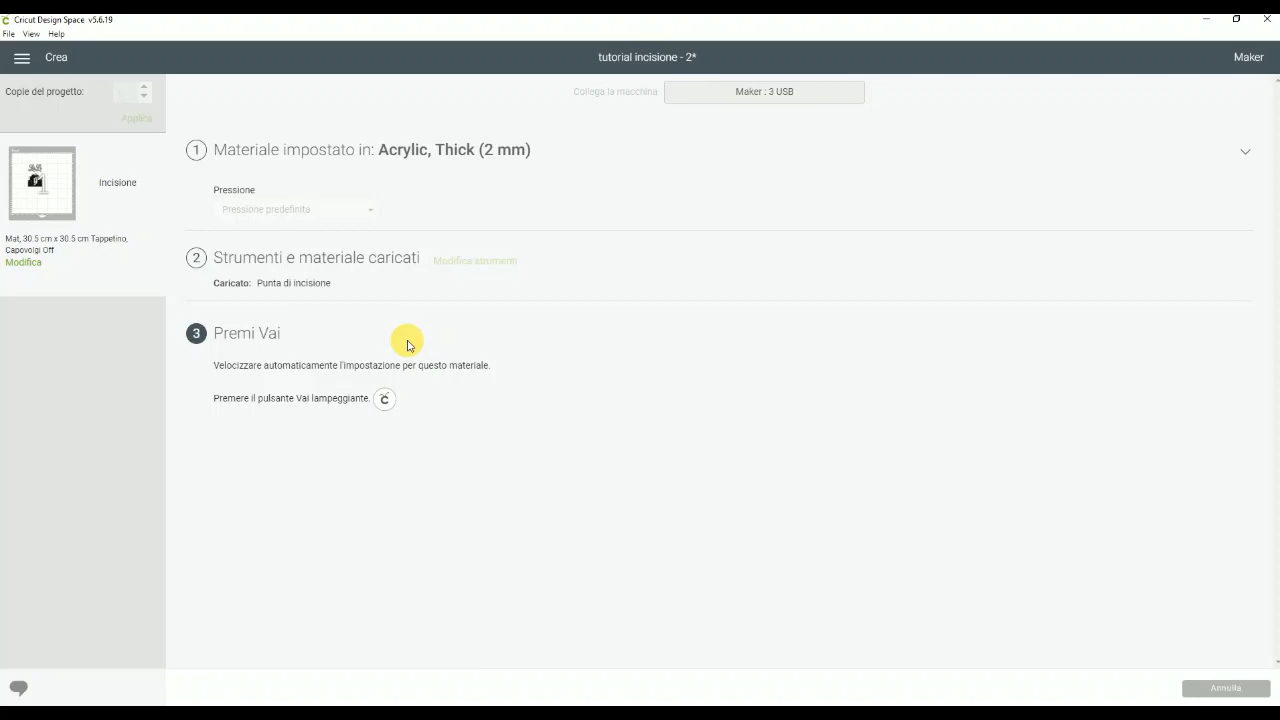 Cricut Design Space v5.6.19
File View Help
Crea
tutorial incisione - 2*
Maker
Copie del progetto:
Applica
Collega la macchina
Maker : 3 USB
1 Materiale impostato in: Acrylic, Thick (2 mm)
Pressione
Pressione predefinita
Incisione
Mat, 30.5 cm x 30.5 cm Tappetino,
Capovolgi Off
Modifica
2 Strumenti e materiale caricati Modifica strumenti
Caricato: Punta di incisione
3 Premi Vai
Velocizzare automaticamente l'impostazione per questo materiale.
Premere il pulsante Vai lampeggiante.
Annulla